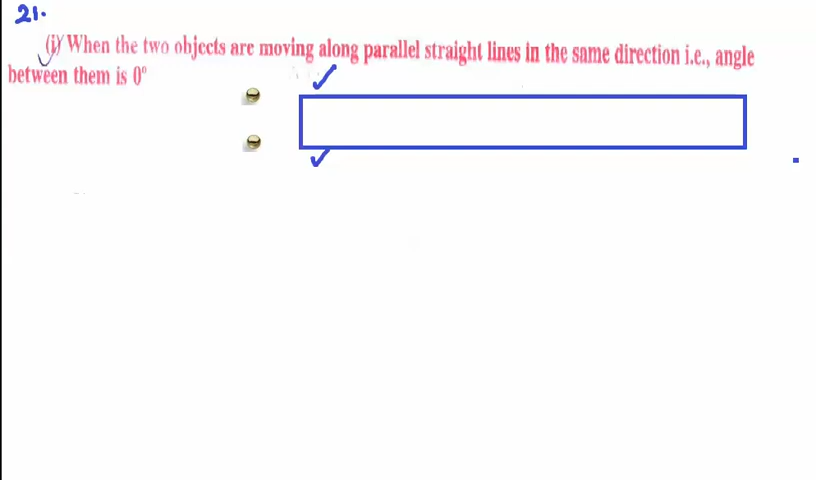 21.
(i) When the two objects are moving along parallel straight lines in the same direction i.e., angle
between them is 0°